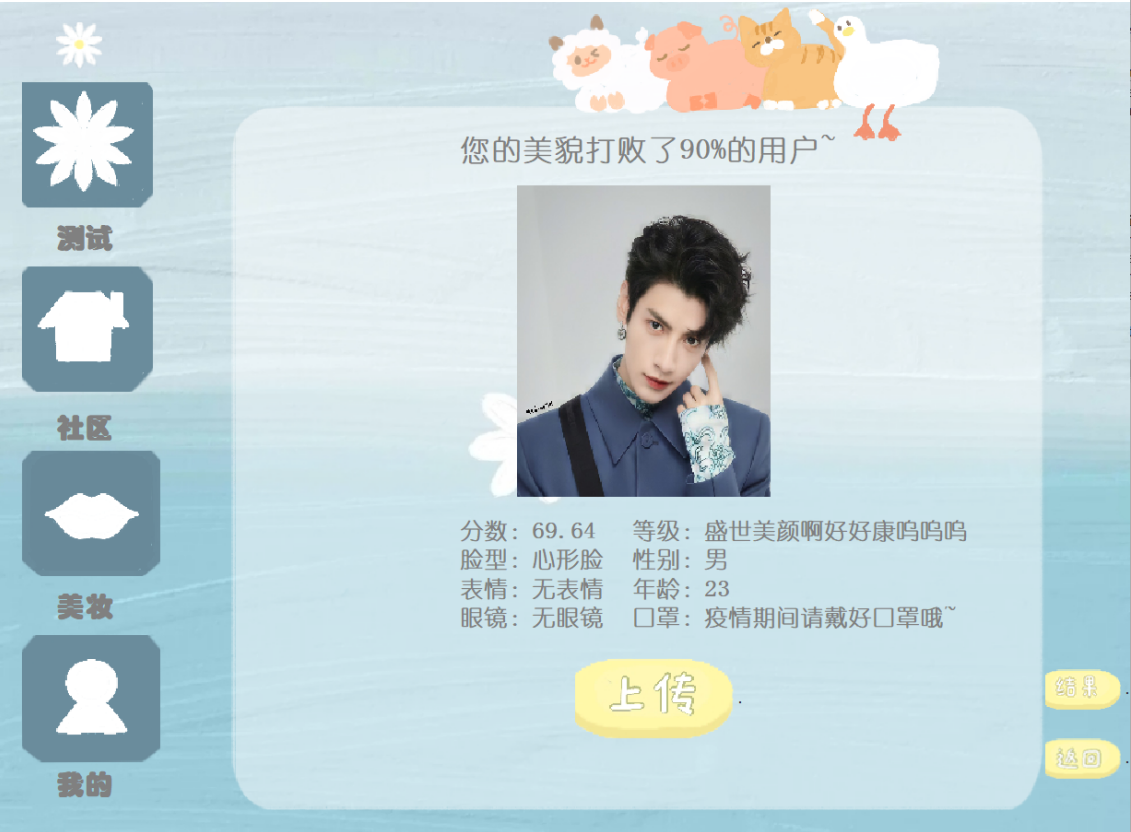 您的美貌打败了90%的用户~
测试
社区
美妆
我的
分数: 69.64 等级: 盛世美颜啊好好康呜呜呜
脸型: 心形脸 性别: 男
表情: 无表情 年龄: 23
眼镜: 无眼镜 口罩: 疫情期间请戴好口罩哦~
上传
结果
返回